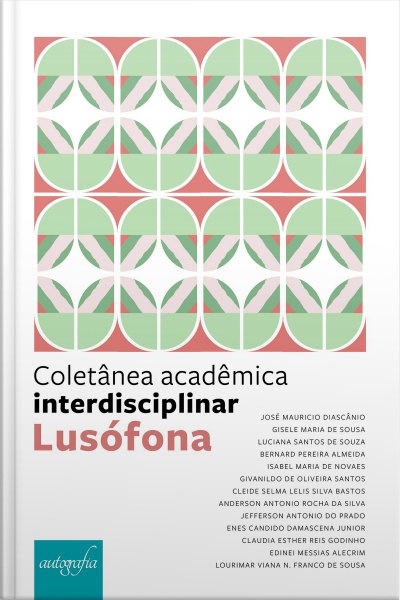 Coletânea acadêmica
interdisciplinar
Lusófona
JOSÉ MAURICIO DIASCÂNIO
GISELE MARIA DE SOUSA
LUCIANA SANTOS DE SOUZA
BERNARD PEREIRA ALMEIDA
ISABEL MARIA DE NOVAES
GIVANILDO DE OLIVEIRA SANTOS
CLEIDE SELMA LELIS SILVA BASTOS
ANDERSON ANTONIO ROCHA DA SILVA
JEFFERSON ANTONIO DO PRADO
ENES CANDIDO DAMASCENA JUNIOR
CLAUDIA ESTHER REIS GODINHO
EDINEI MESSIAS ALECRIM
LOURIMAR VIANA N. FRANCO DE SOUSA
autografia